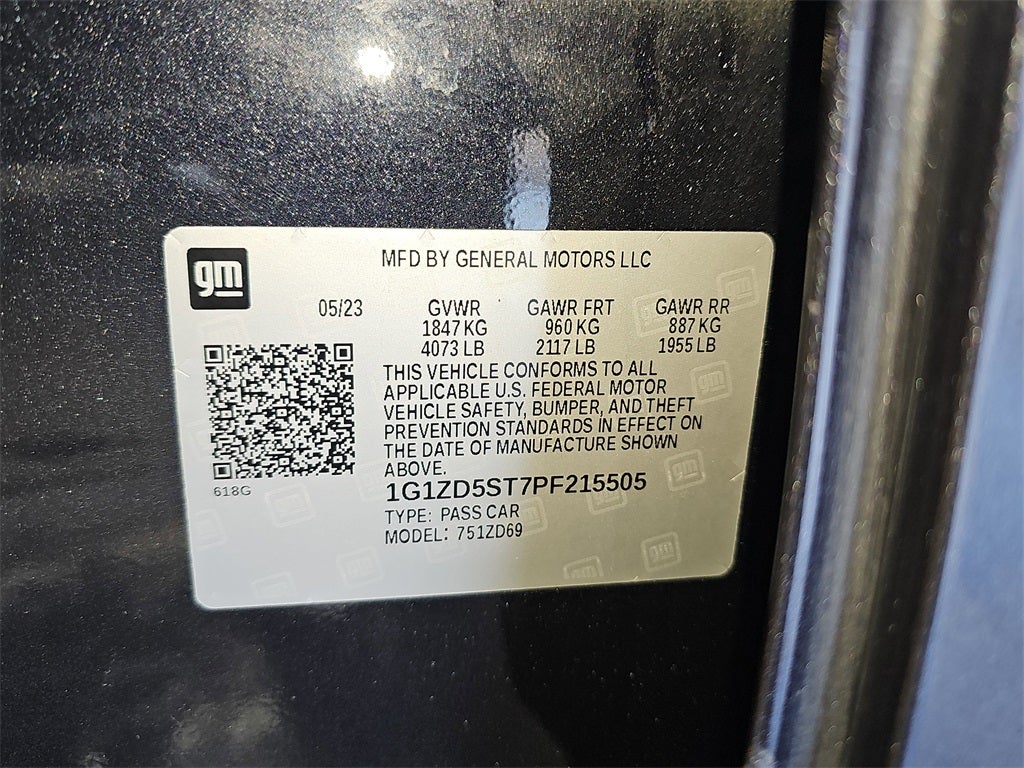 gm
MFD BY GENERAL MOTORS LLC
05/23 GVWR GAWR FRT GAWR RR
1847 KG 960 KG 887 KG
4073 LB 2117 LB 1955 LB
THIS VEHICLE CONFORMS TO ALL
APPLICABLE U.S. FEDERAL MOTOR
VEHICLE SAFETY, BUMPER, AND THEFT
PREVENTION STANDARDS IN EFFECT ON
THE DATE OF MANUFACTURE SHOWN
ABOVE.
618G
1G1ZD5ST7PF215505
TYPE: PASS CAR
MODEL: 751ZD69